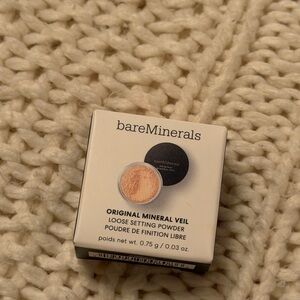 bareMinerals
ORIGINAL MINERAL VEIL
LOOSE SETTING POWDER
POUDRE DE FINITION LIBRE
poids net wt. 0,75 g / 0.03 oz.